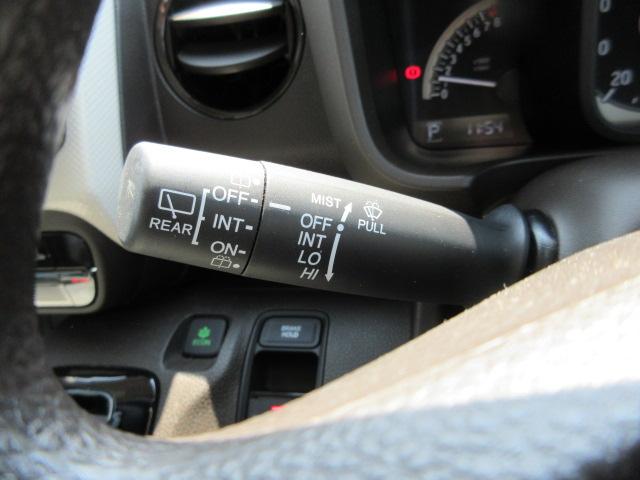 P 11:54
20
MIST
PULL
OFF
INT
LO
HI
REAR
OFF
INT
ON
ECON
BRAKE
HOLD